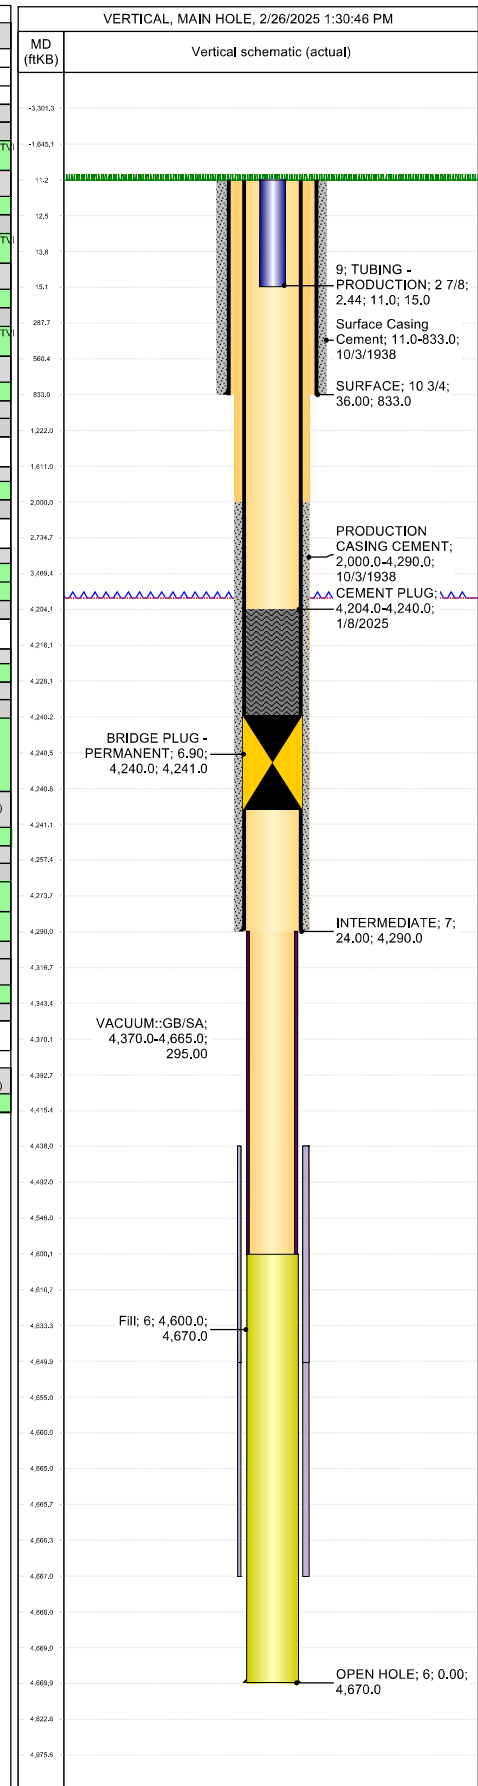 VERTICAL, MAIN HOLE, 2/26/2025 1:30:46 PM
MD
(ftKB)
Vertical schematic (actual)
-3,301.3
-1,645.1
TVI
11.2
12.5
TVI
13.8
15.1
9; TUBING -
PRODUCTION; 2 7/8;
2.44; 11.0; 15.0
287.7
TVI
Surface Casing
Cement; 11.0-833.0;
10/3/1938
560.4
833.0
SURFACE; 10 3/4;
36.00; 833.0
1,222.0
1,611.0
2,000.0
2,734.7
PRODUCTION
CASING CEMENT;
2,000.0-4,290.0;
10/3/1938
3,469.4
4,204.1
CEMENT PLUG;
4,204.0-4,240.0;
1/8/2025
4,216.1
4,228.1
4,240.2
BRIDGE PLUG -
PERMANENT; 6.90;
4,240.0; 4,241.0
4,240.5
4,240.8
)
4,241.1
4,257.4
4,273.7
4,290.0
INTERMEDIATE; 7;
24.00; 4,290.0
4,316.7
4,343.4
VACUUM::GB/SA;
4,370.0-4,665.0;
295.00
4,370.1
4,392.7
)
4,415.4
4,438.0
4,492.0
4,546.0
4,600.1
4,616.7
Fill; 6; 4,600.0;
4,670.0
4,633.3
4,649.9
4,655.0
4,660.0
4,665.0
4,665.7
4,666.3
4,667.0
4,668.0
4,669.0
4,669.9
OPEN HOLE; 6; 0.00;
4,670.0
4,822.8
4,975.6